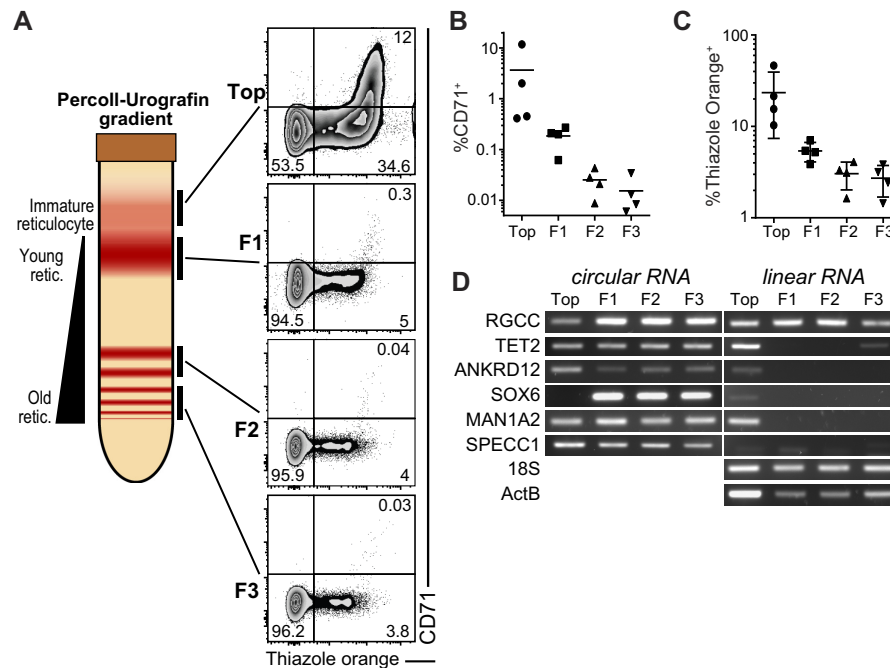 A
Percoll-Urografin
gradient
Immature
reticulocyte
Young
retic.
Old
retic.
Top
12
53.5
34.6
F1
0.3
94.5
5
F2
0.04
95.9
4
F3
0.03
96.2
3.8
Thiazole orange
CD71
B
%CD71+
10
1
0.1
0.01
Top F1 F2 F3
C
%Thiazole Orange+
100
10
1
Top F1 F2 F3
D
circular RNA linear RNA
Top F1 F2 F3 Top F1 F2 F3
RGCC
TET2
ANKRD12
SOX6
MAN1A2
SPECC1
18S
ActB